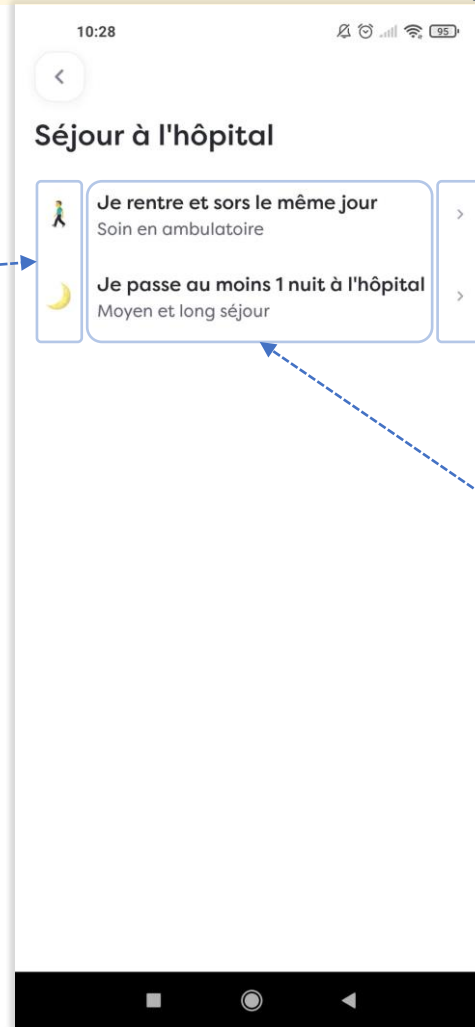 10:28
95
Séjour à l'hôpital
Je rentre et sors le même jour
Soin en ambulatoire
Je passe au moins 1 nuit à l'hôpital
Moyen et long séjour